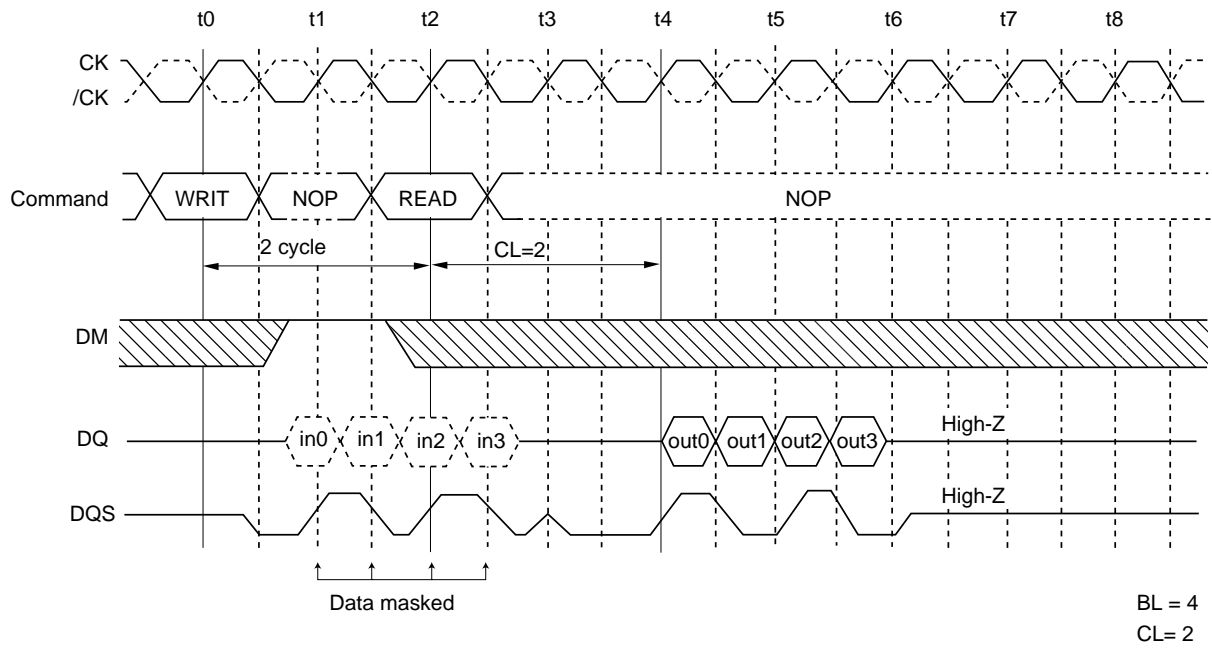 t0 t1 t2 t3 t4 t5 t6 t7 t8
CK
/CK
Command WRIT NOP READ NOP
2 cycle CL=2
DM
DQ in0 in1 in2 in3 out0 out1 out2 out3 High-Z
DQS High-Z
Data masked
BL = 4
CL= 2